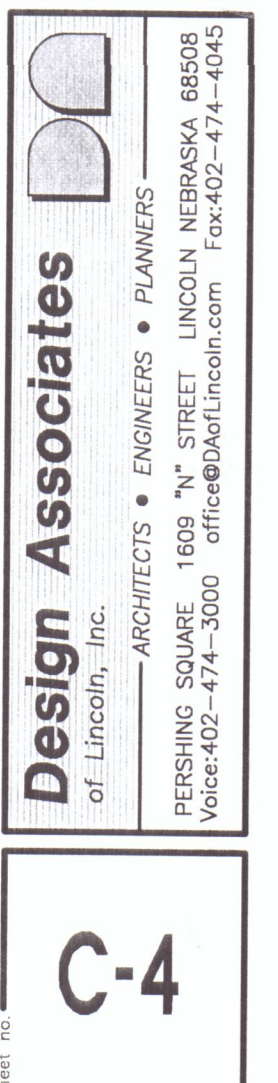 Design Associates
of Lincoln, Inc.
ARCHITECTS • ENGINEERS • PLANNERS
PERSHING SQUARE 1609 "N" STREET LINCOLN NEBRASKA 68508
Voice:402-474-3000 office@DAofLincoln.com Fax:402-474-4045
no.
C-4